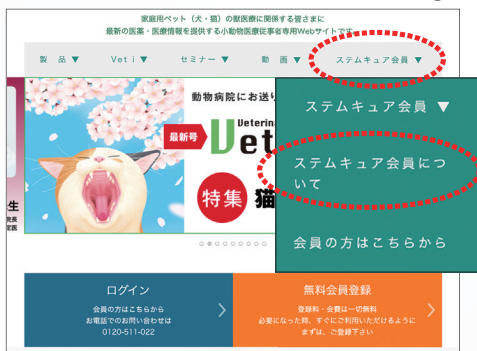 家庭用ペット（犬・猫）の獣医療に関係する皆さまに
最新の医薬・医療情報を提供する小動物医療従事者専用Webサイトです
製 品 ▼
Vet i ▼
セミナー ▼
動 画 ▼
ステムキュア会員 ▼
動物病院にお送り
最新号
Veterin
Vet
特集 猫
生
院長
定医
ステムキュア会員 ▼
ステムキュア会員につ
いて
会員の方はこちらから
ログイン
会員の方はこちらから
お電話でのお問い合わせは
0120-511-022
無料会員登録
登録料・会費は一切無料
必要になった時、すぐにご利用いただけるように
まずは、ご登録下さい